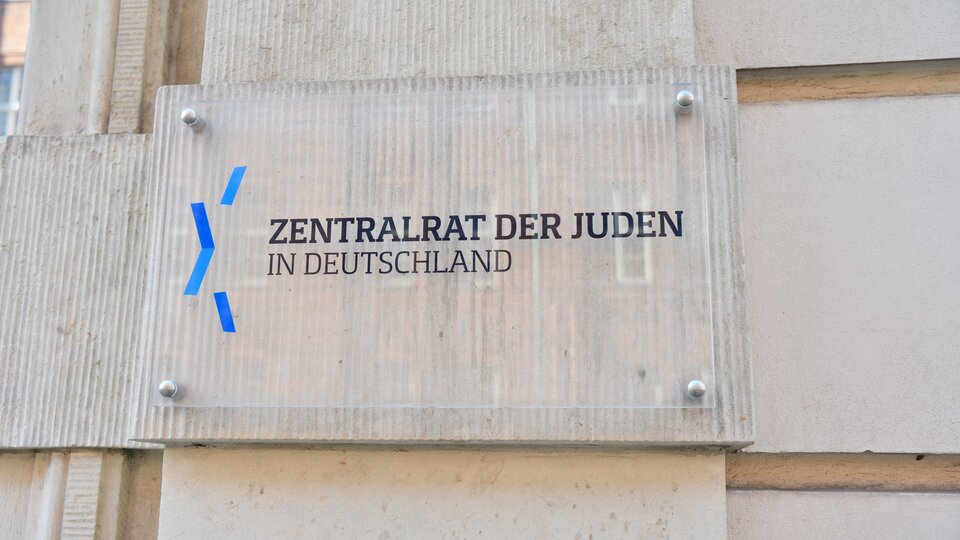 ZENTRALRAT DER JUDEN
IN DEUTSCHLAND